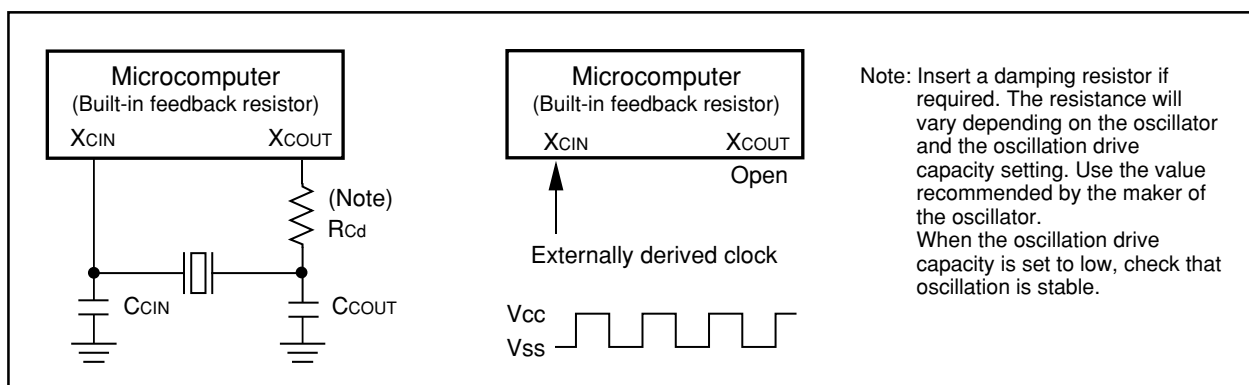 Microcomputer
(Built-in feedback resistor)
XCIN XCOUT
(Note)
RCd
CCIN CCOUT
Microcomputer
(Built-in feedback resistor)
XCIN XCOUT
Open
Externally derived clock
Vcc
Vss
Note: Insert a damping resistor if
required. The resistance will
vary depending on the oscillator
and the oscillation drive
capacity setting. Use the value
recommended by the maker of
the oscillator.
When the oscillation drive
capacity is set to low, check that
oscillation is stable.